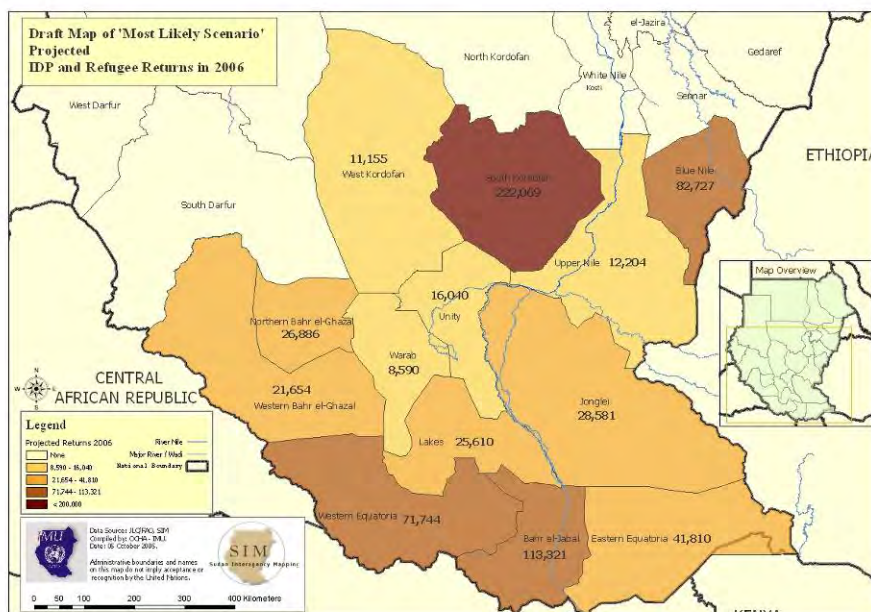 Draft Map of 'Most Likely Scenario'
Projected
IDP and Refugee Returns in 2006
el-Jazira
Gedaref
North Kordofan
White Nile
Kosti
Sennar
West Darfur
ETHIOPIA
11,155
West Kordofan
South Kordofan
222,069
Blue Nile
82,727
South Darfur
Upper Nile
12,204
Map Overview
16,040
Unity
Northern Bahr el-Ghazal
26,886
Warab
8,590
CENTRAL
AFRICAN REPUBLIC
21,654
Western Bahr el-Ghazal
Jonglei
28,581
Lakes
25,610
Legend
Projected Returns 2006
None
8,590 - 16,040
21,654 - 41,810
71,744 - 113,321
< 200,000
River Nile
Major River / Wadi
National Boundary
Western Equatoria
71,744
Bahr el-Jabal
113,321
Eastern Equatoria
41,810
IMU
Data Source: JLC/FAO, SIM
Compiled by: OCHA - IMU.
Date: 05 October 2005.
Administrative boundaries and names
on this map do not imply acceptance or
recognition by the United Nations.
SIM
Sudan Interagency Mapping
0 50 100 200 300 400 Kilometers
KENYA